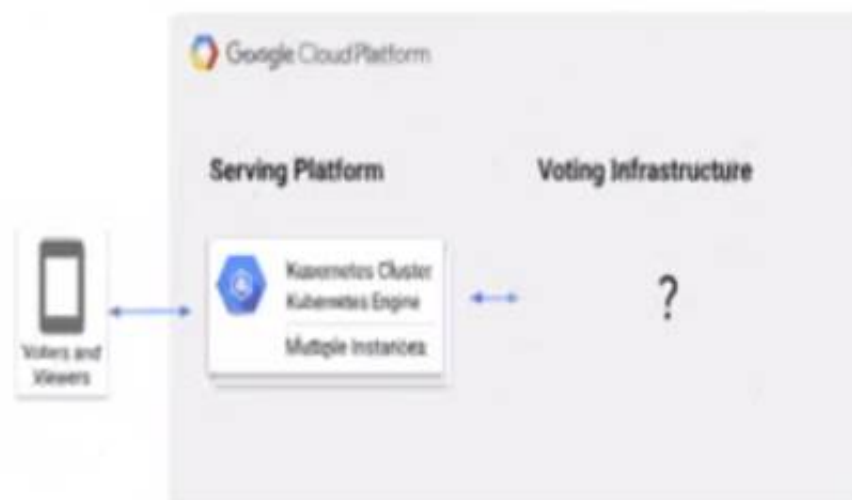 Google Cloud Platform
Serving Platform
Voting Infrastructure
Kubernetes Cluster
Kubernetes Engine
Multiple Instances
?
Voters and
Viewers